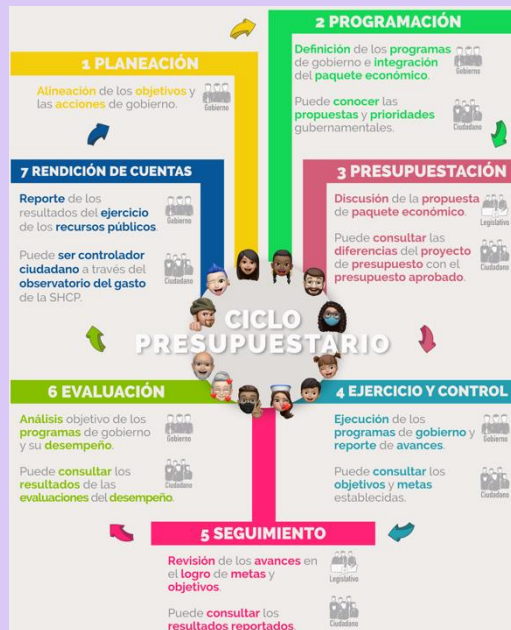 1 PLANEACIÓN
Alineación de los objetivos y
las acciones de gobierno.
Gobierno
2 PROGRAMACIÓN
Definición de los programas
de gobierno e integración
del paquete económico.
Gobierno
Puede conocer las
propuestas y prioridades
gubernamentales.
Ciudadano
3 PRESUPUESTACIÓN
Discusión de la propuesta
de paquete económico.
Legislativo
Puede consultar las
diferencias del proyecto
de presupuesto con el
presupuesto aprobado.
Ciudadano
7 RENDICIÓN DE CUENTAS
Reporte de los
resultados del ejercicio
de los recursos públicos.
Gobierno
Puede ser controlador
ciudadano a través del
observatorio del gasto
de la SHCP.
Ciudadano
CICLO
PRESUPUESTARIO
6 EVALUACIÓN
Análisis objetivo de los
programas de gobierno
y su desempeño.
Gobierno
Puede consultar los
resultados de las
evaluaciones del desempeño.
Ciudadano
4 EJERCICIO Y CONTROL
Ejecución de los
programas de gobierno y
reporte de avances.
Gobierno
Puede consultar los
objetivos y metas
establecidas.
Ciudadano
5 SEGUIMIENTO
Revisión de los avances en
el logro de metas y
objetivos.
Legislativo
Puede consultar los
resultados reportados.
Ciudadano